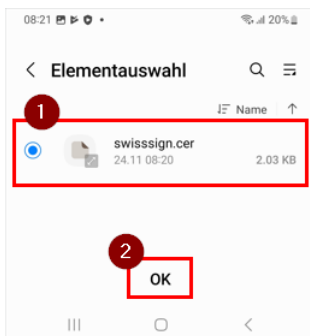 08:21 20%
Elementauswahl
1
Name
swisssign.cer
24.11 08:20 2.03 KB
2
OK